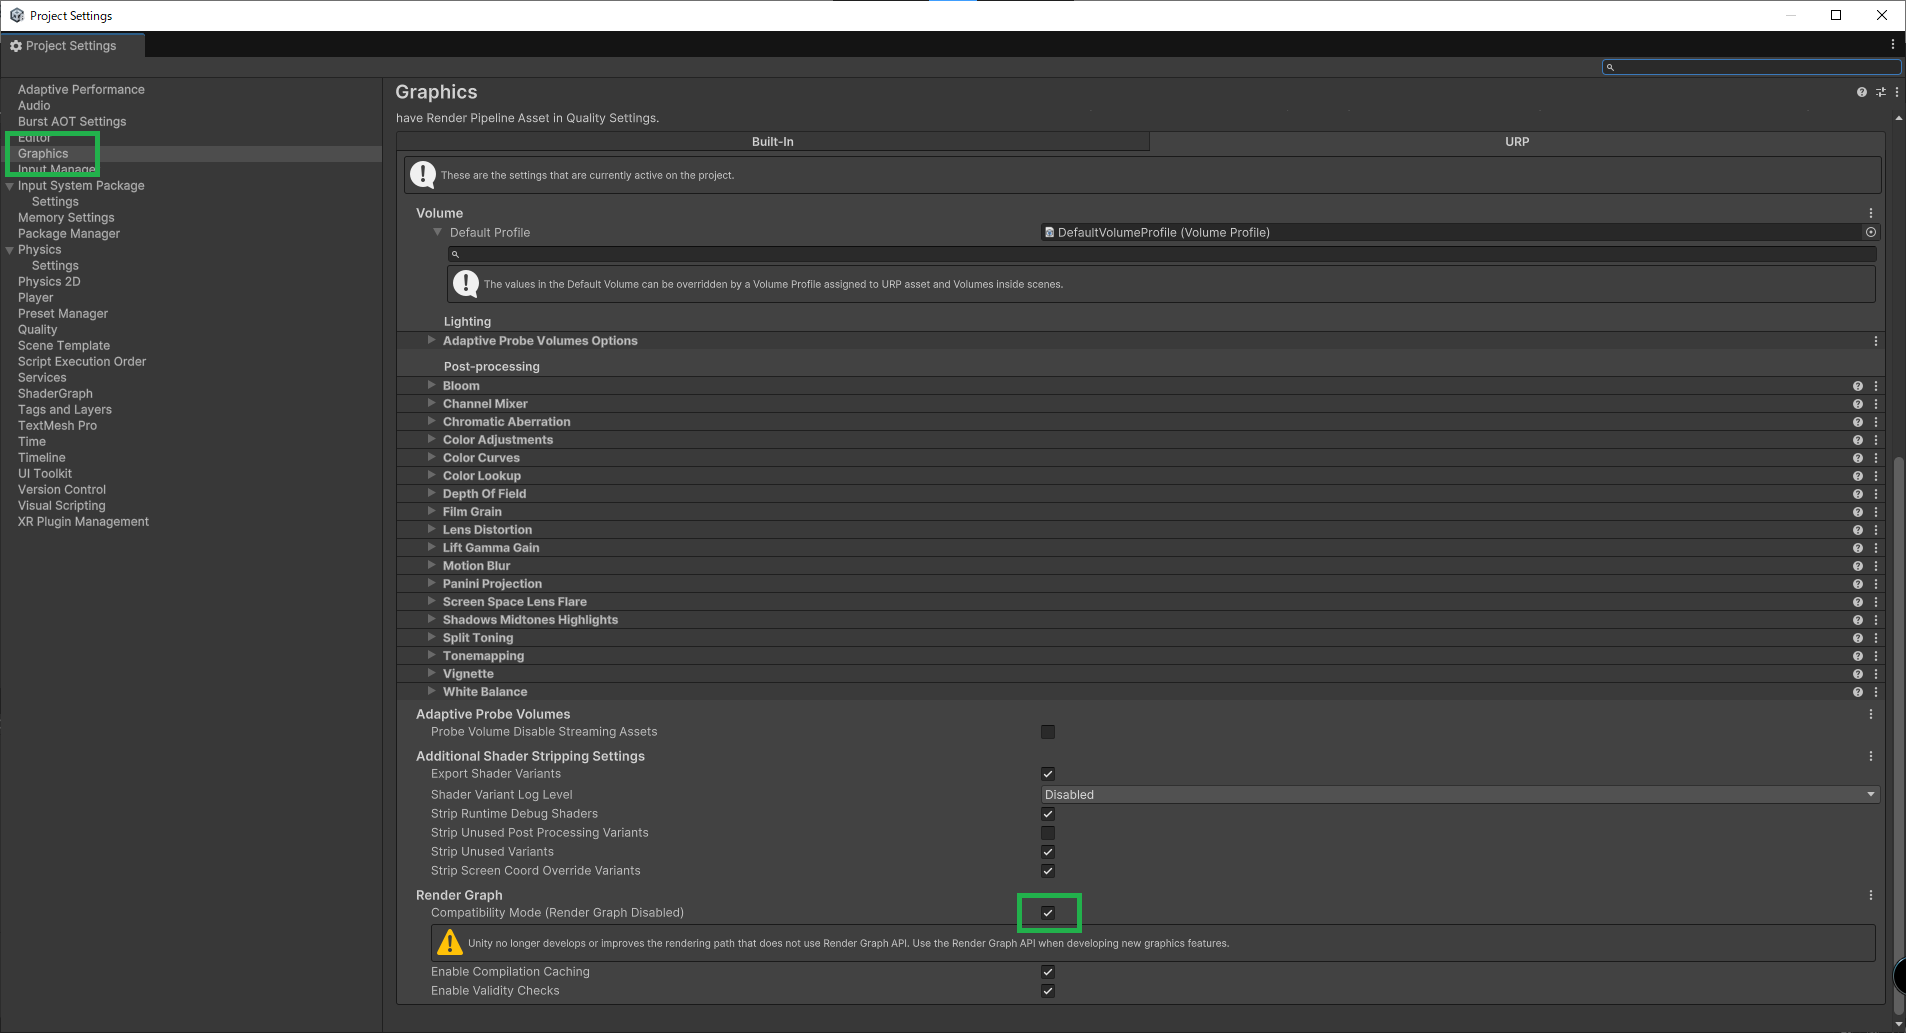 Project Settings
Project Settings
Adaptive Performance
Audio
Burst AOT Settings
Editor
Graphics
Input Manage
Input System Package
Settings
Memory Settings
Package Manager
Physics
Settings
Physics 2D
Player
Preset Manager
Quality
Scene Template
Script Execution Order
Services
ShaderGraph
Tags and Layers
TextMesh Pro
Time
Timeline
UI Toolkit
Version Control
Visual Scripting
XR Plugin Management
Graphics
have Render Pipeline Asset in Quality Settings.
Built-In URP
These are the settings that are currently active on the project.
Volume
Default Profile DefaultVolumeProfile (Volume Profile)
The values in the Default Volume can be overridden by a Volume Profile assigned to URP asset and Volumes inside scenes.
Lighting
Adaptive Probe Volumes Options
Post-processing
Bloom
Channel Mixer
Chromatic Aberration
Color Adjustments
Color Curves
Color Lookup
Depth Of Field
Film Grain
Lens Distortion
Lift Gamma Gain
Motion Blur
Panini Projection
Screen Space Lens Flare
Shadows Midtones Highlights
Split Toning
Tonemapping
Vignette
White Balance
Adaptive Probe Volumes
Probe Volume Disable Streaming Assets
Additional Shader Stripping Settings
Export Shader Variants
Shader Variant Log Level Disabled
Strip Runtime Debug Shaders
Strip Unused Post Processing Variants
Strip Unused Variants
Strip Screen Coord Override Variants
Render Graph
Compatibility Mode (Render Graph Disabled)
Unity no longer develops or improves the rendering path that does not use Render Graph API. Use the Render Graph API when developing new graphics features.
Enable Compilation Caching
Enable Validity Checks